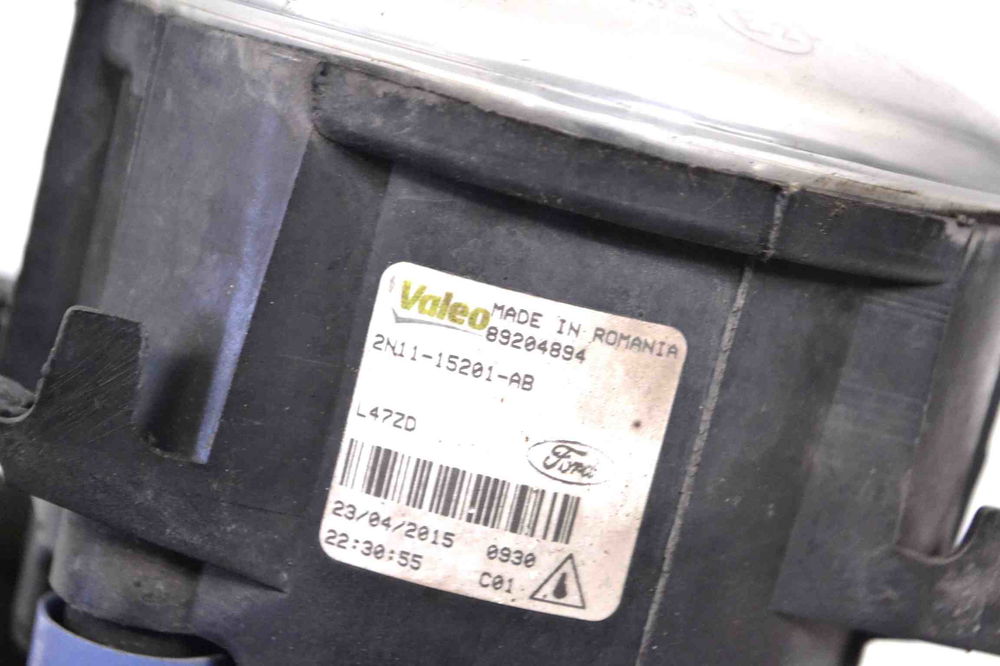 Valeo MADE IN ROMANIA
89204894
2N11-15201-AB
L47ZD
Ford
23/04/2015 0930
22:30:55 C01